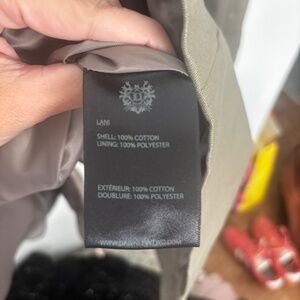 D
LANI
SHELL: 100% COTTON
LINING: 100% POLYESTER
EXTÉRIEUR: 100% COTTON
DOUBLURE: 100% POLYESTER